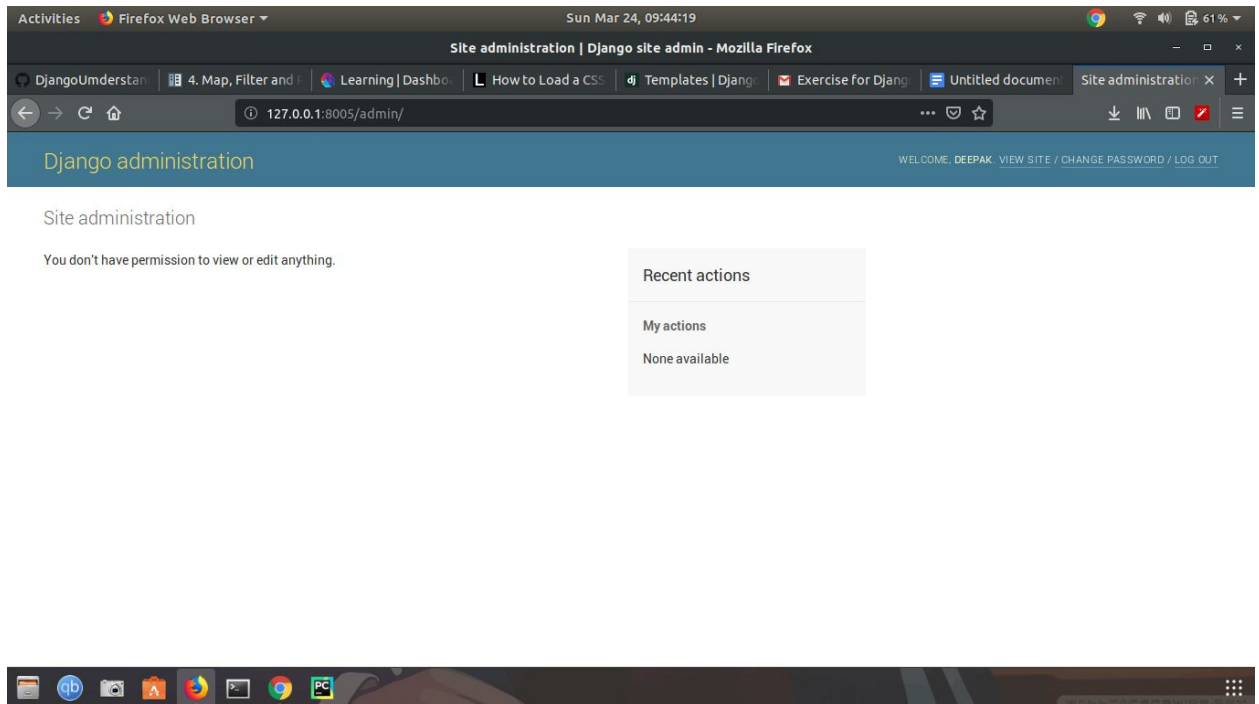 Activities Firefox Web Browser Sun Mar 24, 09:44:19 61 %
Site administration | Django site admin - Mozilla Firefox
DjangoUmderstan 4. Map, Filter and Learning | Dashbo How to Load a CSS Templates | Djang Exercise for Djang Untitled documen Site administration
127.0.0.1:8005/admin/
Django administration WELCOME, DEEPAK. VIEW SITE / CHANGE PASSWORD / LOG OUT
Site administration
You don't have permission to view or edit anything.
Recent actions
My actions
None available